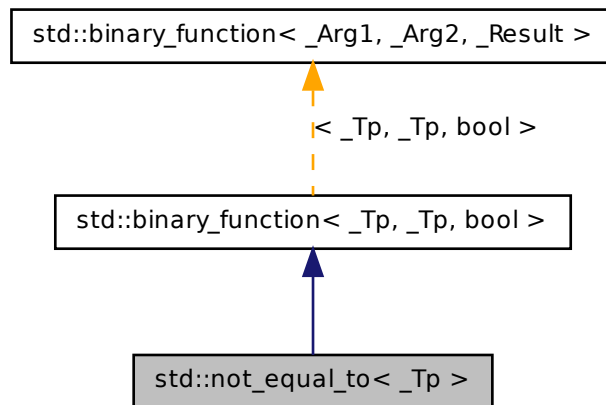 std::binary_function< _Arg1, _Arg2, _Result >
< _Tp, _Tp, bool >
std::binary_function< _Tp, _Tp, bool >
std::not_equal_to< _Tp >